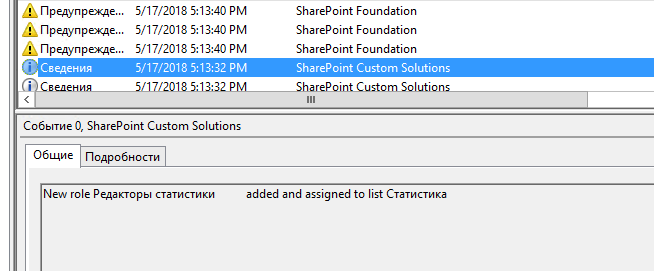 Предупрежде... 5/17/2018 5:13:40 PM SharePoint Foundation
Предупрежде... 5/17/2018 5:13:40 PM SharePoint Foundation
Предупрежде... 5/17/2018 5:13:40 PM SharePoint Foundation
Сведения 5/17/2018 5:13:32 PM SharePoint Custom Solutions
Сведения 5/17/2018 5:13:32 PM SharePoint Custom Solutions
Событие 0, SharePoint Custom Solutions
Общие Подробности
New role Редакторы статистики added and assigned to list Статистика